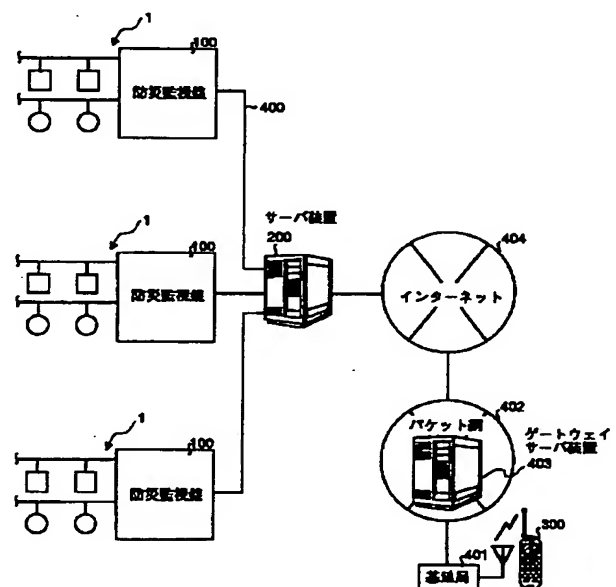 1
100
防災監視盤
400
サーバ装置
200
1
100
防災監視盤
404
インターネット
402
パケット網
ゲートウェイ
サーバ装置
403
1
100
防災監視盤
300
401
基地局